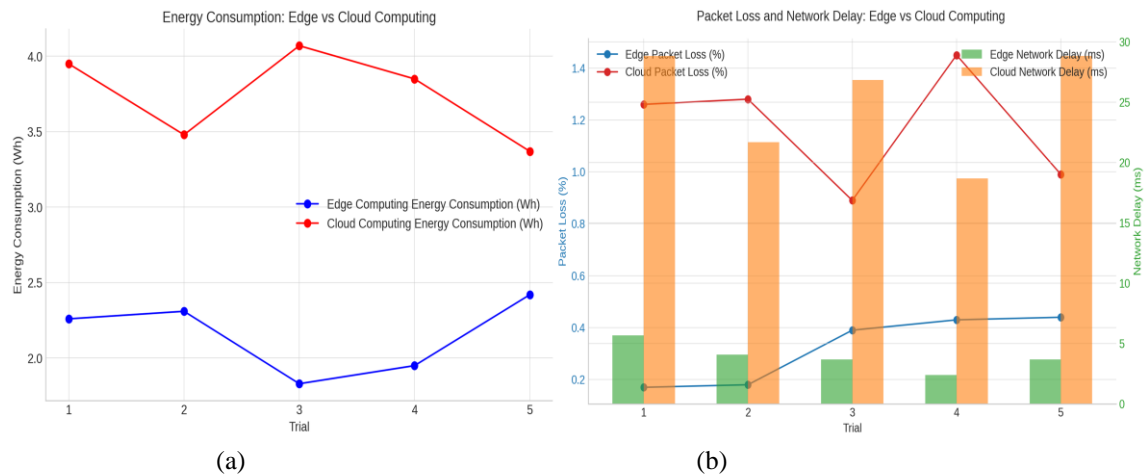 Energy Consumption: Edge vs Cloud Computing
4.0
3.5
3.0
2.5
2.0
Energy Consumption (Wh)
Edge Computing Energy Consumption (Wh)
Cloud Computing Energy Consumption (Wh)
1 2 3 4 5
Trial
(a)
Packet Loss and Network Delay: Edge vs Cloud Computing
Edge Packet Loss (%)
Cloud Packet Loss (%)
Edge Network Delay (ms)
Cloud Network Delay (ms)
1.4
1.2
1.0
0.8
0.6
0.4
0.2
Packet Loss (%)
30
25
20
15
10
5
0
Network Delay (ms)
1 2 3 4 5
Trial
(b)